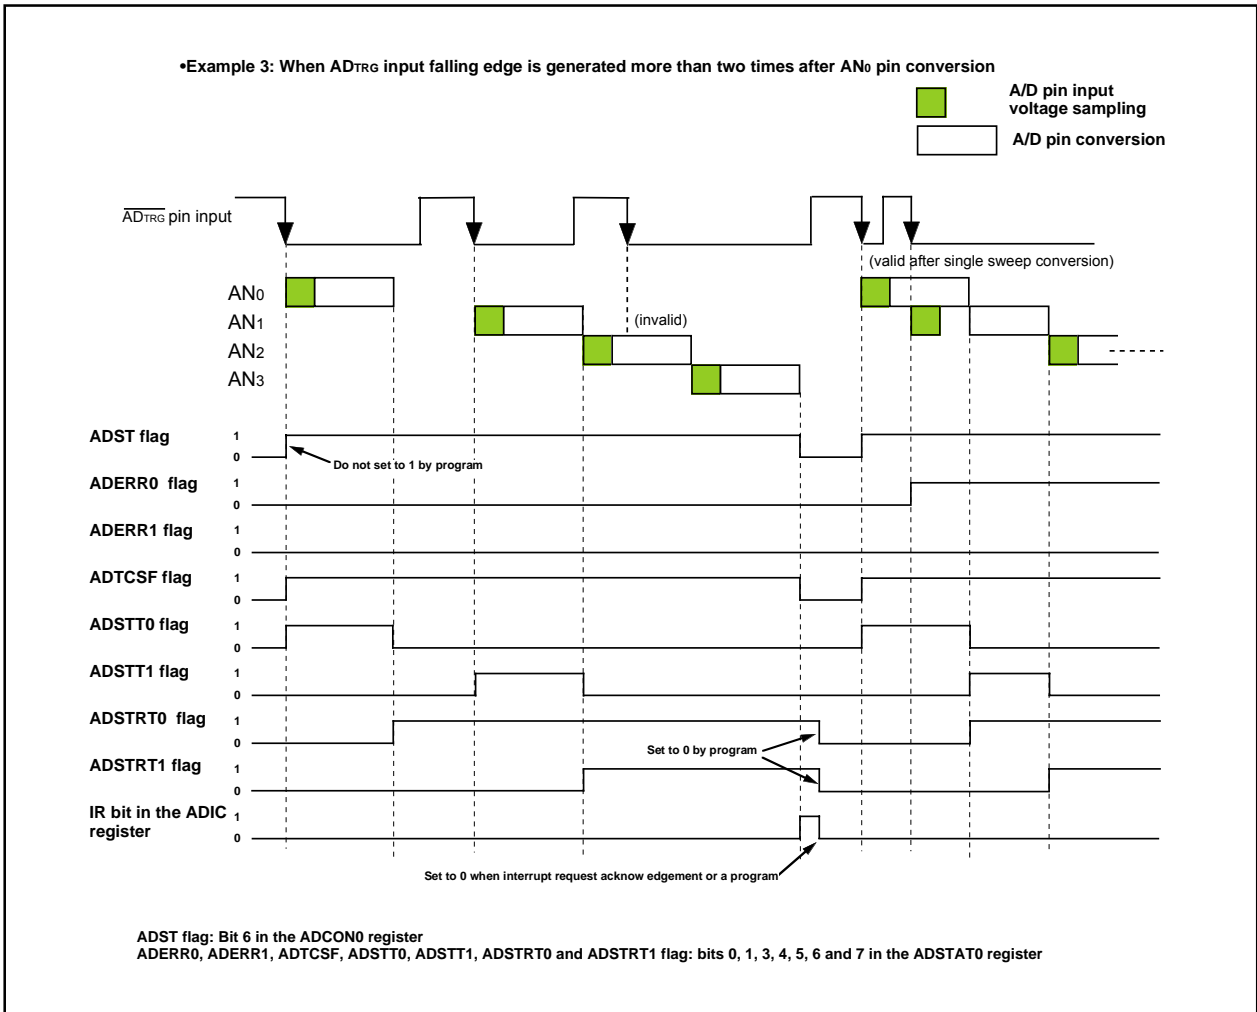 •Example 3: When ADTRG input falling edge is generated more than two times after AN0 pin conversion
A/D pin input
voltage sampling
A/D pin conversion
ADTRG pin input
(valid after single sweep conversion)
AN0
AN1
(invalid)
AN2
AN3
ADST flag
1
0
Do not set to 1 by program
ADERR0 flag
1
0
ADERR1 flag
1
0
ADTCSF flag
1
0
ADSTT0 flag
1
0
ADSTT1 flag
1
0
ADSTRT0 flag
1
0
Set to 0 by program
ADSTRT1 flag
1
0
IR bit in the ADIC
register
1
0
Set to 0 when interrupt request acknow edgement or a program
ADST flag: Bit 6 in the ADCON0 register
ADERR0, ADERR1, ADTCSF, ADSTT0, ADSTT1, ADSTRT0 and ADSTRT1 flag: bits 0, 1, 3, 4, 5, 6 and 7 in the ADSTAT0 register